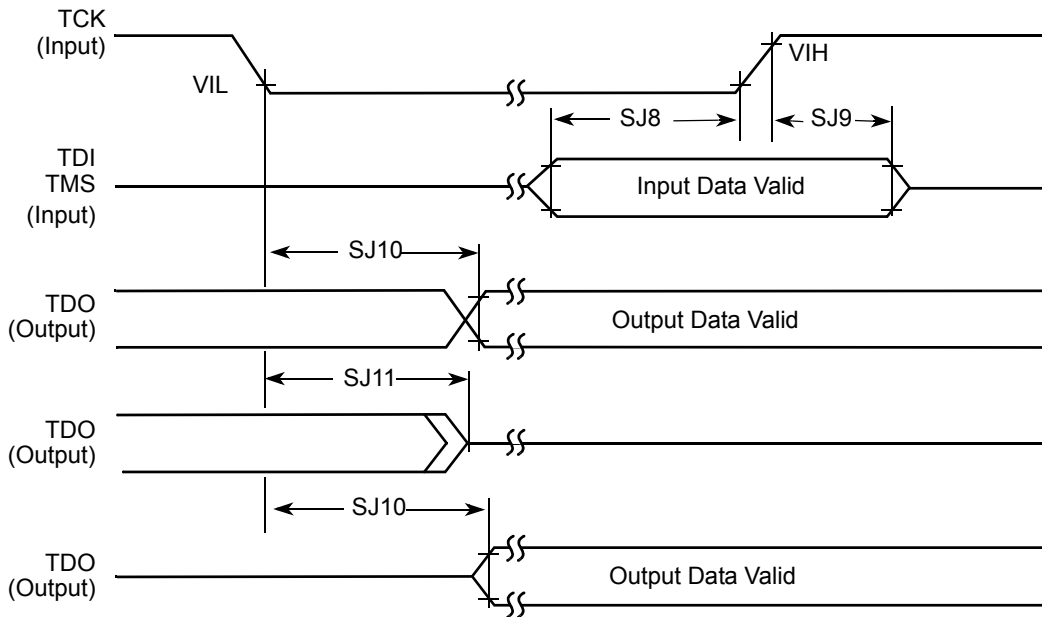 TCK
(Input)
VIL
VIH
SJ8
SJ9
TDI
TMS
(Input)
Input Data Valid
SJ10
TDO
(Output)
Output Data Valid
SJ11
TDO
(Output)
SJ10
TDO
(Output)
Output Data Valid